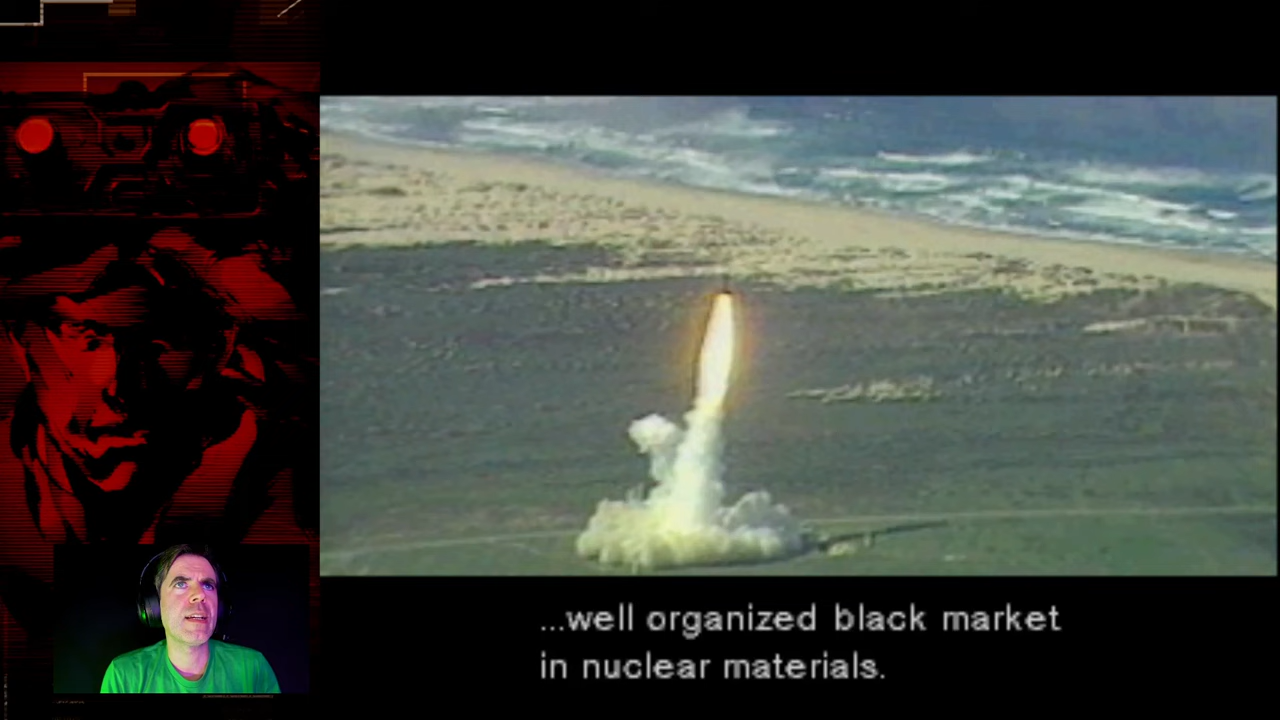 ...well organized black market
in nuclear materials.